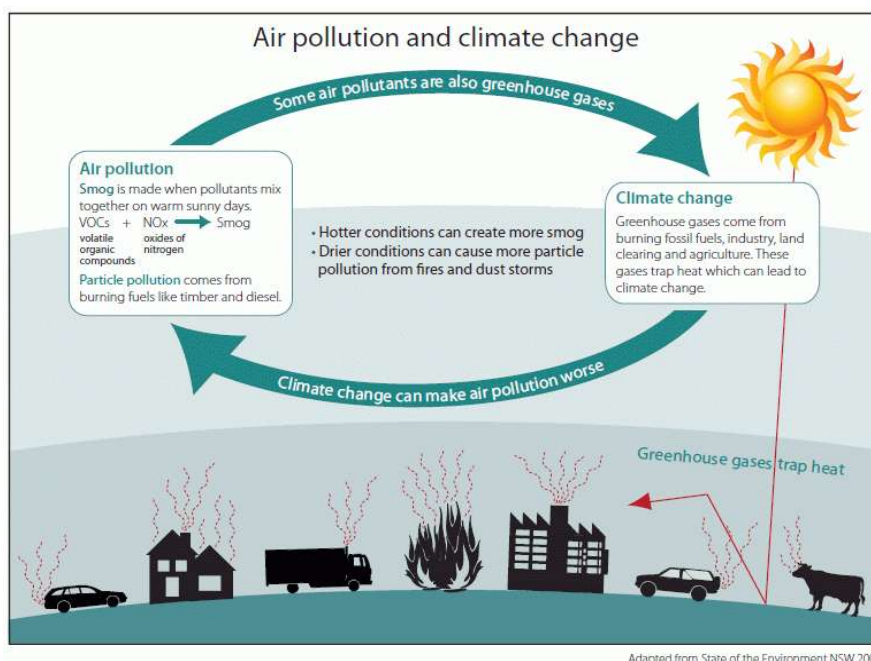 Air pollution and climate change
Some air pollutants are also greenhouse gases
Air pollution
Smog is made when pollutants mix
together on warm sunny days.
VOCs + NOx Smog
volatile oxides of
organic nitrogen
compounds
Particle pollution comes from
burning fuels like timber and diesel.
• Hotter conditions can create more smog
• Drier conditions can cause more particle
pollution from fires and dust storms
Climate change
Greenhouse gases come from
burning fossil fuels, industry, land
clearing and agriculture. These
gases trap heat which can lead to
climate change.
Climate change can make air pollution worse
Greenhouse gases trap heat
Adapted from State of the Environment NSW